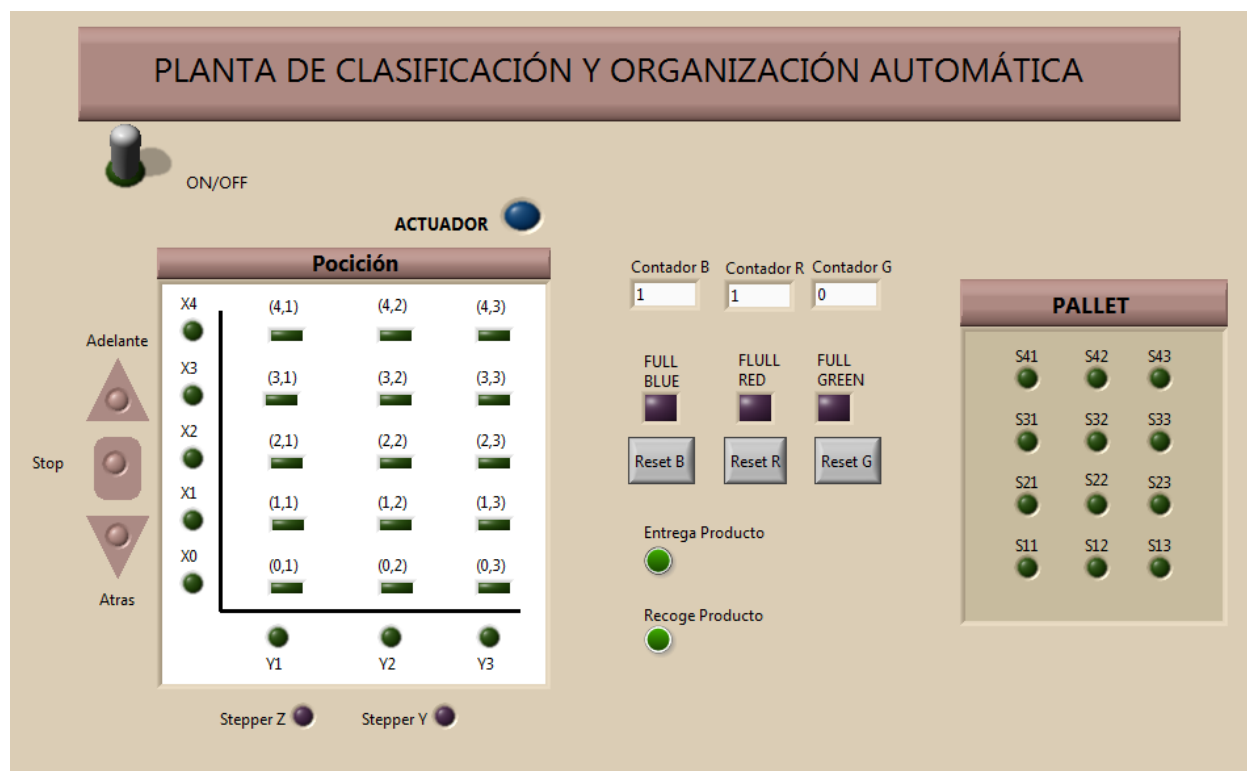 PLANTA DE CLASIFICACIÓN Y ORGANIZACIÓN AUTOMÁTICA
ON/OFF
ACTUADOR
Pocición
X4 (4,1) (4,2) (4,3)
Adelante
X3 (3,1) (3,2) (3,3)
X2 (2,1) (2,2) (2,3)
Stop
X1 (1,1) (1,2) (1,3)
X0 (0,1) (0,2) (0,3)
Atras
Y1 Y2 Y3
Stepper Z Stepper Y
Contador B Contador R Contador G
1 1 0
FULL BLUE
FLULL RED
FULL GREEN
Reset B Reset R Reset G
Entrega Producto
Recoge Producto
PALLET
S41 S42 S43
S31 S32 S33
S21 S22 S23
S11 S12 S13